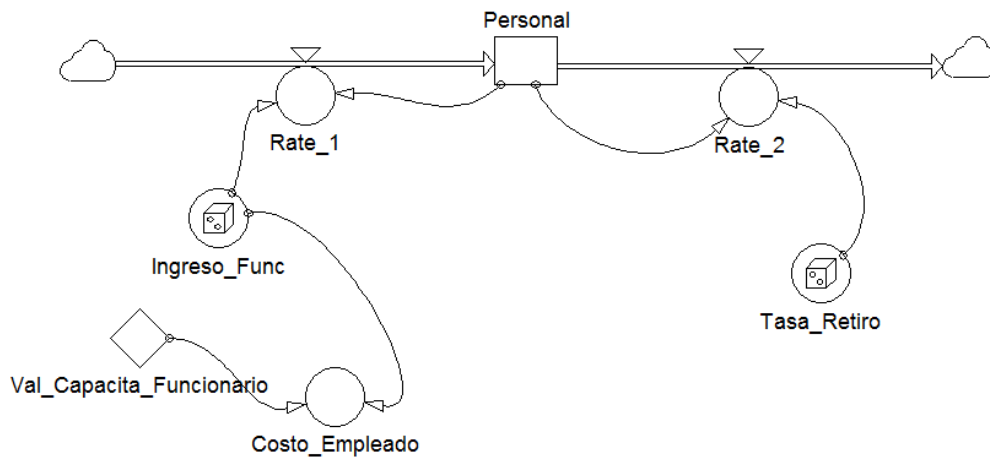 Personal
Rate_1
Rate_2
Ingreso_Func
Tasa_Retiro
Val_Capacita_Funcionario
Costo_Empleado